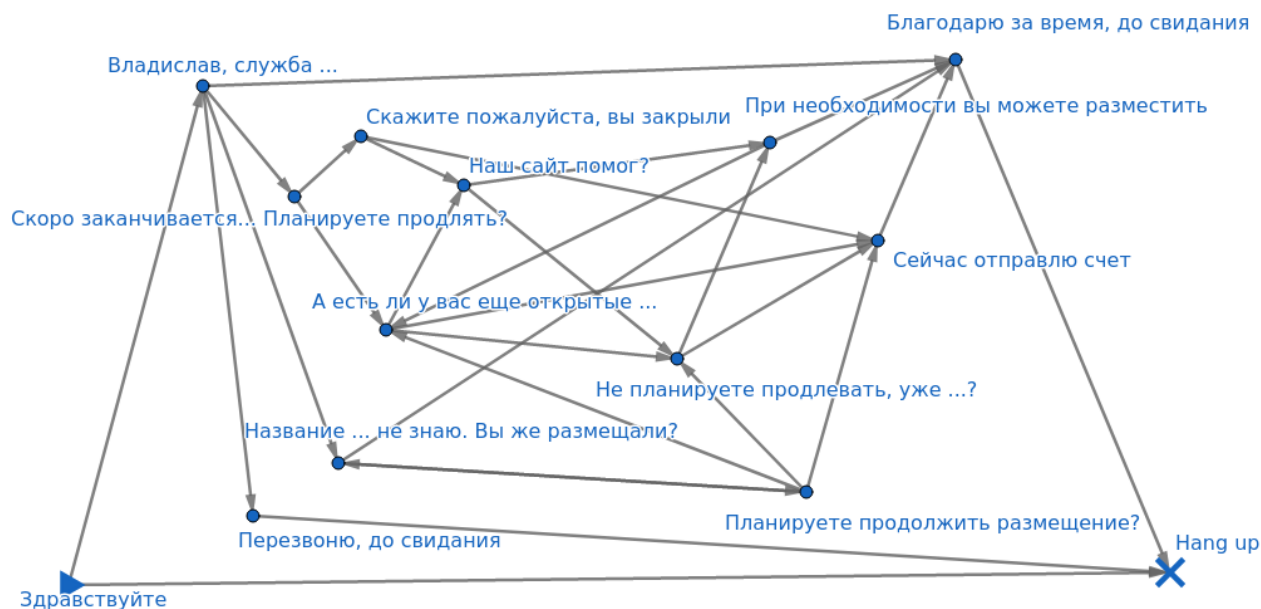 Благодарю за время, до свидания
Владислав, служба ...
При необходимости вы можете разместить
Скажите пожалуйста, вы закрыли
Наш сайт помог?
Скоро заканчивается... Планируете продлять?
Сейчас отправлю счет
А есть ли у вас еще открытые ...
Не планируете продлевать, уже ...?
Название ... не знаю. Вы же размещали?
Планируете продолжить размещение?
Перезвоню, до свидания
Hang up
Здравствуйте